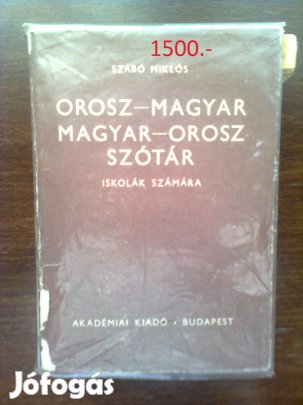 1500.-
SZABÓ MIKLÓS
OROSZ–MAGYAR
MAGYAR–OROSZ
SZÓTÁR
ISKOLÁK SZÁMÁRA
AKADÉMIAI KIADÓ • BUDAPEST
Jófogás